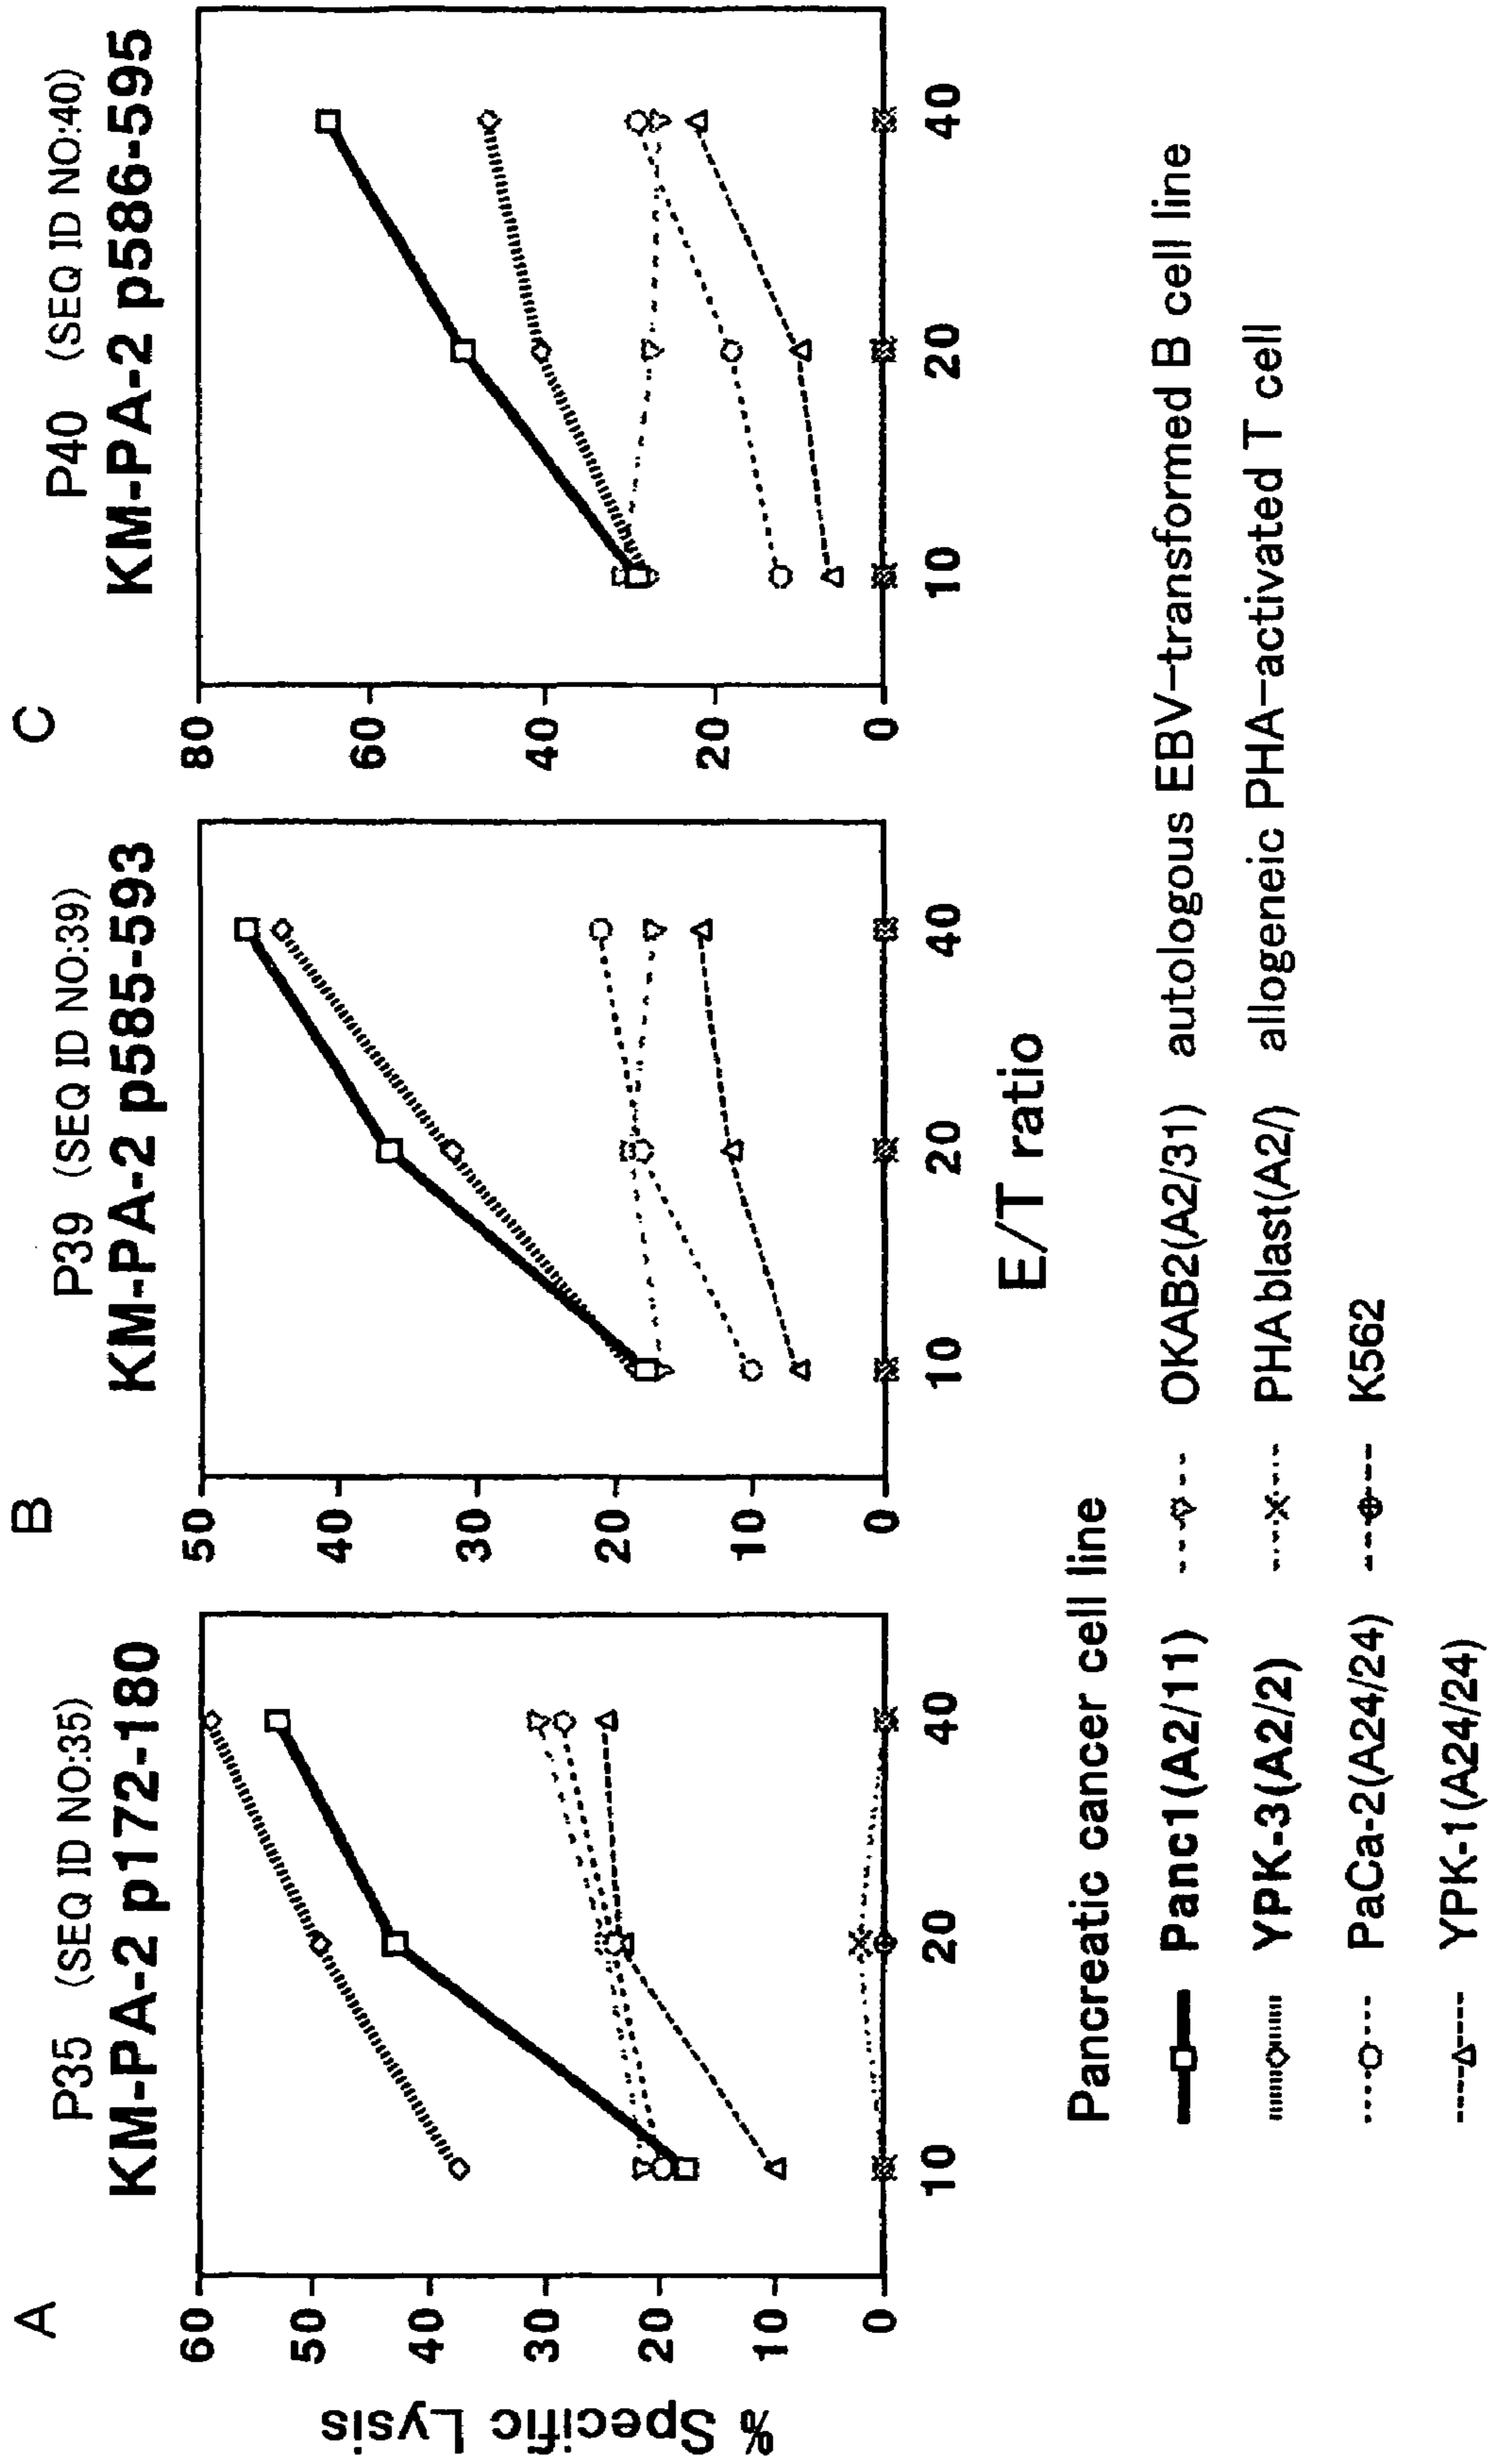 A
P35 (SEQ ID NO:35)
KM-PA-2 p172-180
B
P39 (SEQ ID NO:39)
KM-PA-2 p585-593
C
P40 (SEQ ID NO:40)
KM-PA-2 p586-595
% Specific Lysis
60
50
40
30
20
10
0
10
20
40
50
40
30
20
10
0
10
20
40
80
60
40
20
0
10
20
40
E/T ratio
Pancreatic cancer cell line
Panc1(A2/11)
YPK-3(A2/2)
PaCa-2(A24/24)
YPK-1(A24/24)
OKAB2(A2/31) autologous EBV-transformed B cell line
PHAblast(A2/) allogeneic PHA-activated T cell
K562